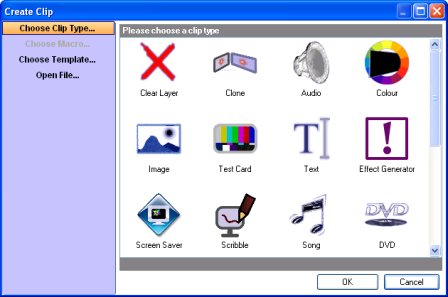 Create Clip
Choose Clip Type...
Choose Macro...
Choose Template...
Open File...
Please choose a clip type
Clear Layer
Clone
Audio
Colour
Image
Test Card
T
Text
Effect Generator
Screen Saver
Scribble
Song
DVD
DVD
OK
Cancel